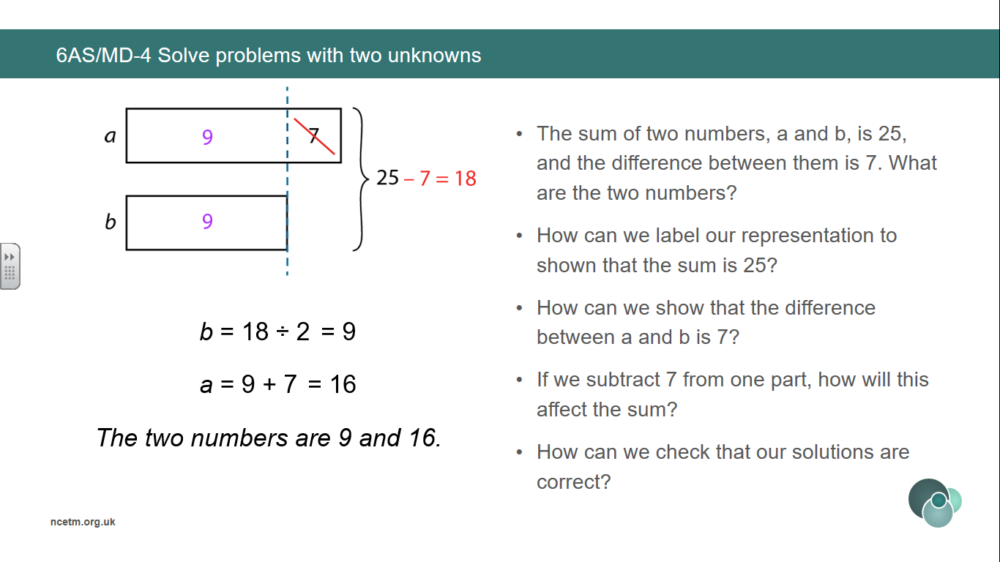 6AS/MD-4 Solve problems with two unknowns
a
9
7
25 – 7 = 18
b
9
b = 18 ÷ 2 = 9
a = 9 + 7 = 16
The two numbers are 9 and 16.
• The sum of two numbers, a and b, is 25,
and the difference between them is 7. What
are the two numbers?
• How can we label our representation to
shown that the sum is 25?
• How can we show that the difference
between a and b is 7?
• If we subtract 7 from one part, how will this
affect the sum?
• How can we check that our solutions are
correct?
ncetm.org.uk